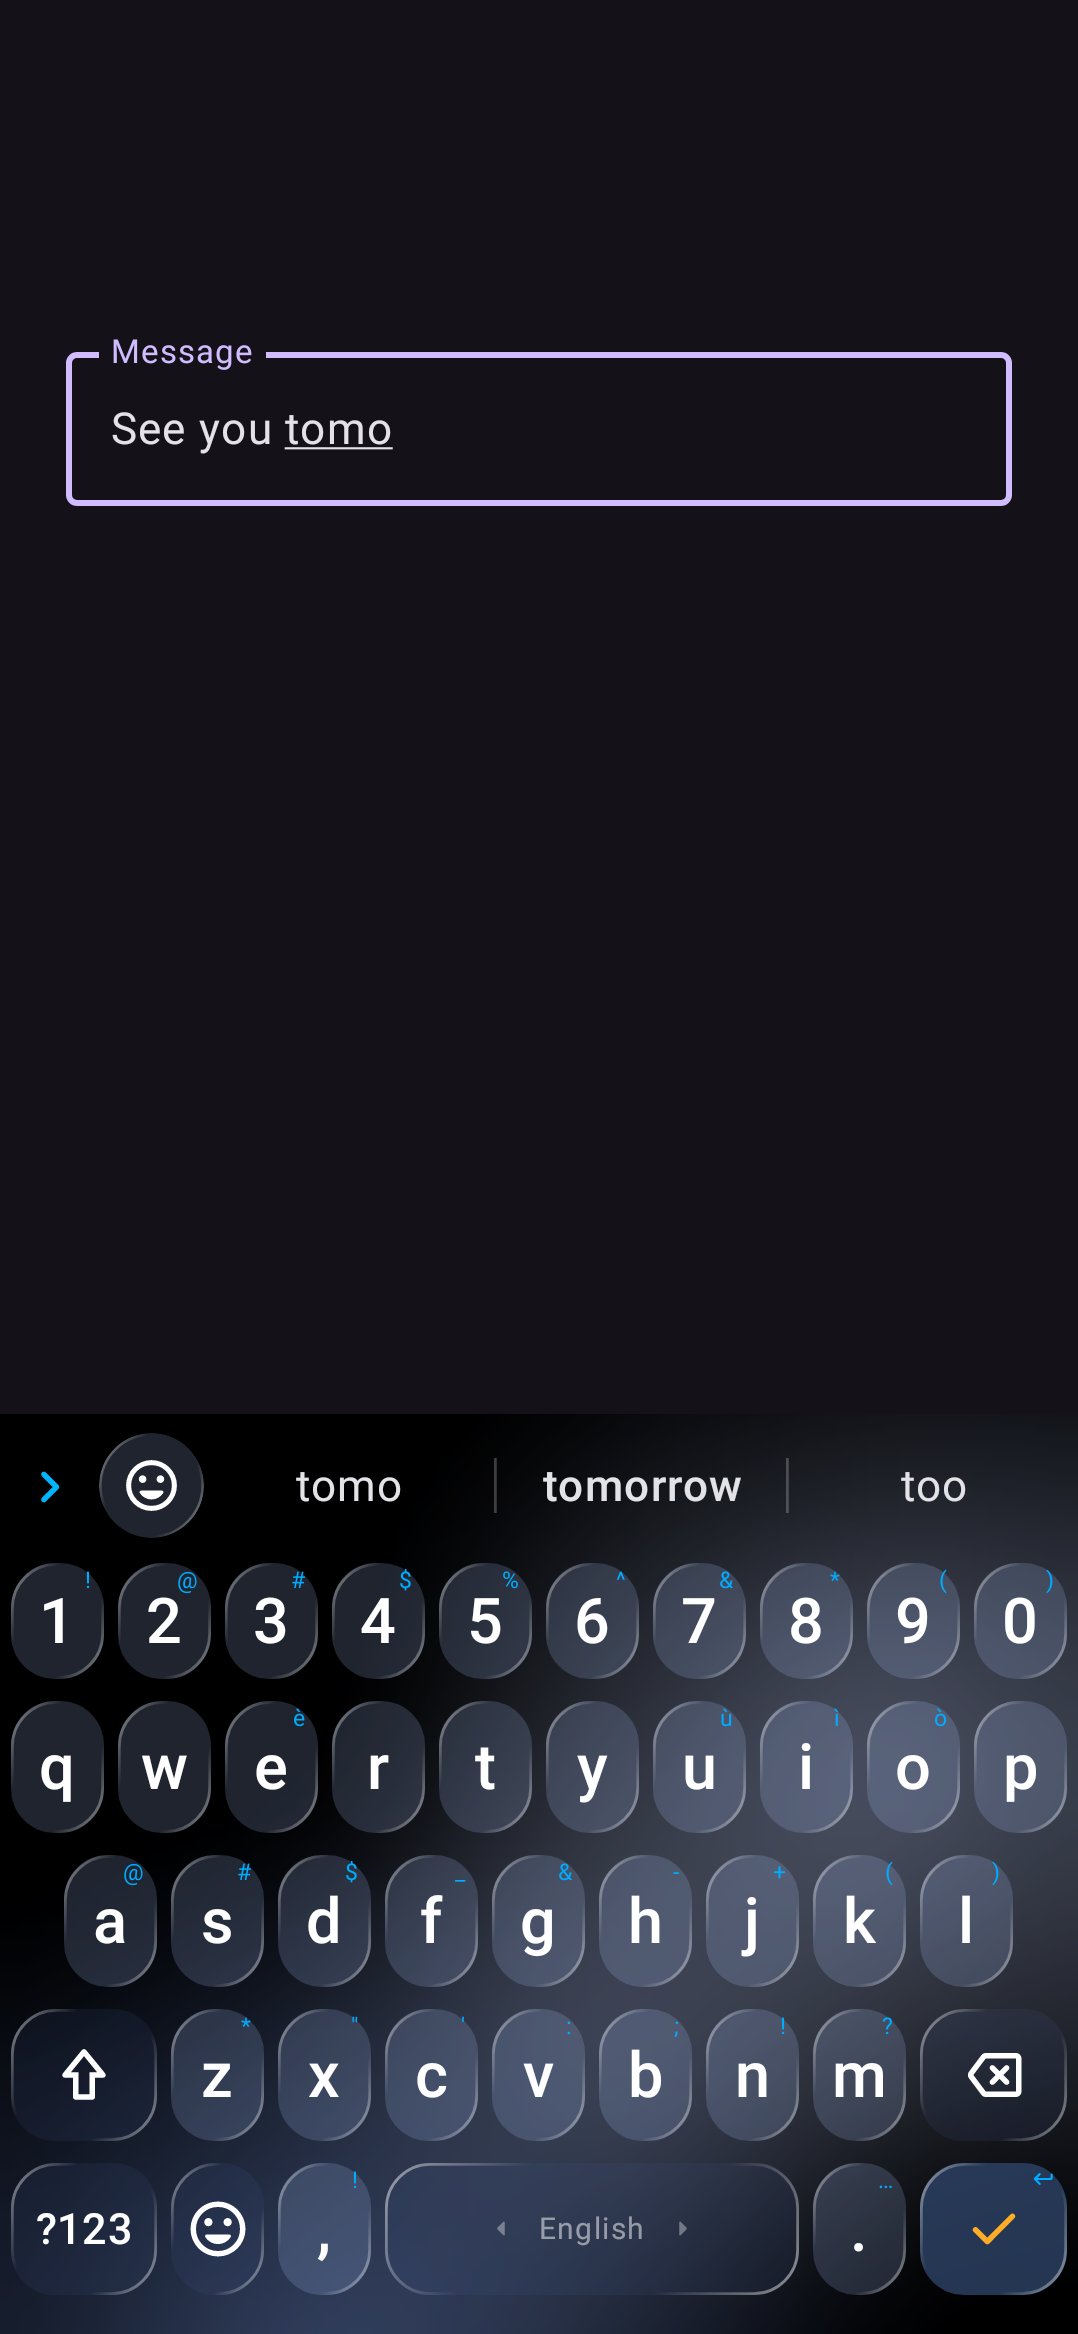 Message
See you tomo
tomo tomorrow too
1 ! 2 @ 3 # 4 $ 5 % 6 ^ 7 & 8 * 9 ( 0 )
q w e è r t y u ù i ì o ò p
a @ s # d $ f _ g & h - j + k ( l )
z * x " c ' v : b ; n ! m ?
?123 , ! English . …